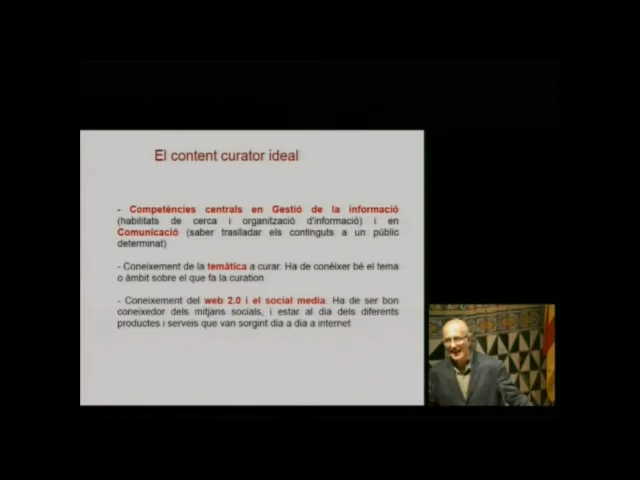 El content curator ideal
- Competències centrals en Gestió de la informació
(habilitats de cerca i organització d'informació) i en
Comunicació (saber traslladar els continguts a un públic
determinat)
- Coneixement de la temàtica a curar. Ha de conèixer bé el tema
o àmbit sobre el que fa la curation
- Coneixement del web 2.0 i el social media. Ha de ser bon
coneixedor dels mitjans socials, i estar al dia dels diferents
productes i serveis que van sorgint dia a dia a internet